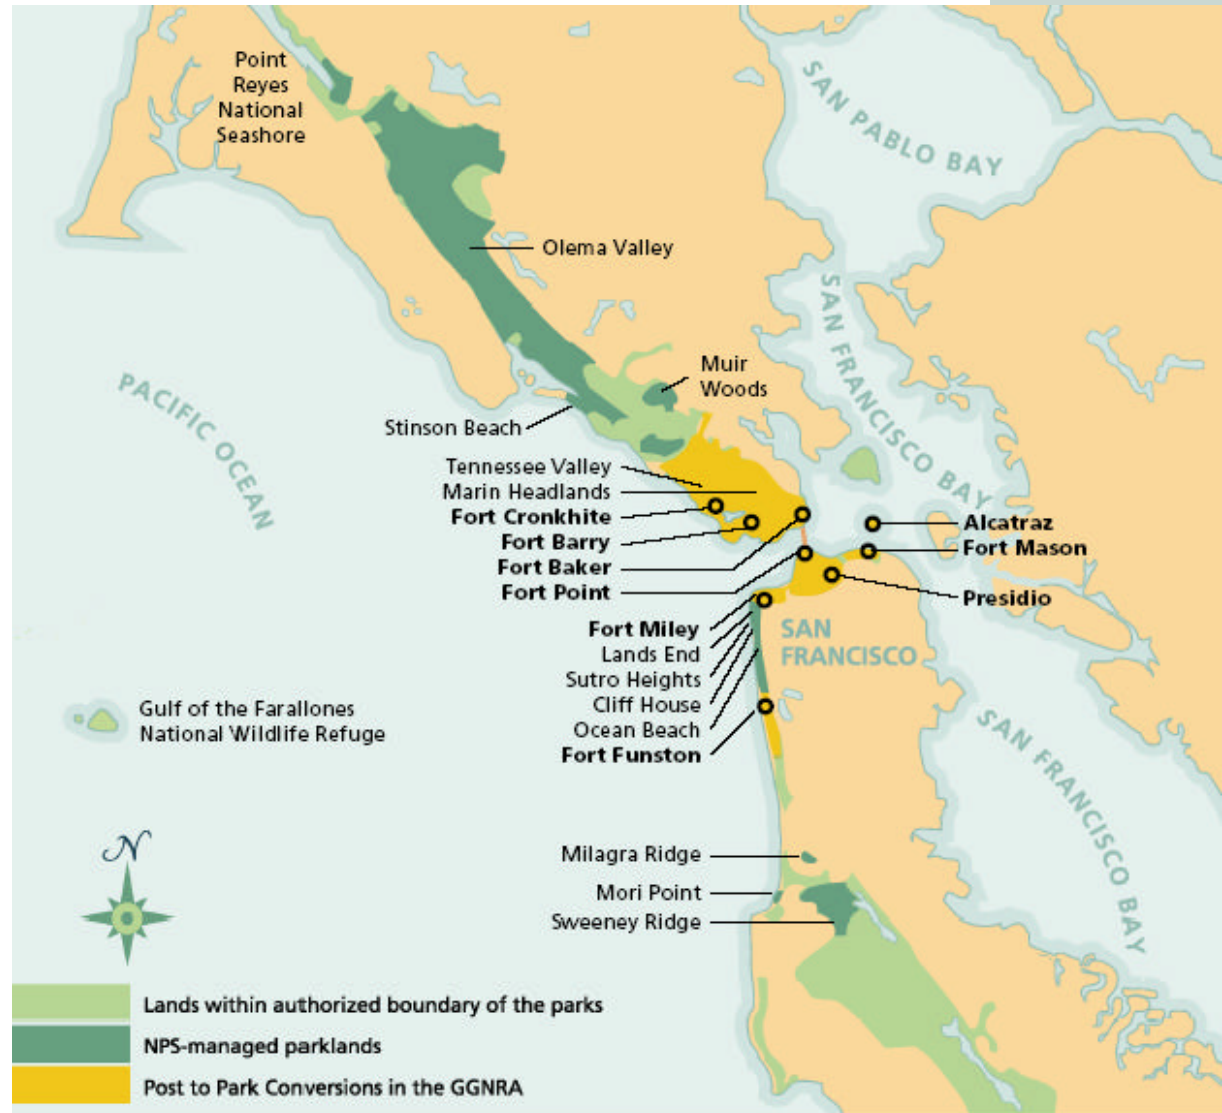 Point
Reyes
National
Seashore
SAN PABLO BAY
Olema Valley
SAN FRANCISCO BAY
Muir
Woods
PACIFIC OCEAN
Stinson Beach
Tennessee Valley
Marin Headlands
Fort Cronkhite
Fort Barry
Fort Baker
Fort Point
Alcatraz
Fort Mason
Presidio
Fort Miley
Lands End
Sutro Heights
Cliff House
Ocean Beach
Fort Funston
SAN
FRANCISCO
Gulf of the Farallones
National Wildlife Refuge
SAN FRANCISCO BAY
N
Milagra Ridge
Mori Point
Sweeney Ridge
Lands within authorized boundary of the parks
NPS-managed parklands
Post to Park Conversions in the GGNRA